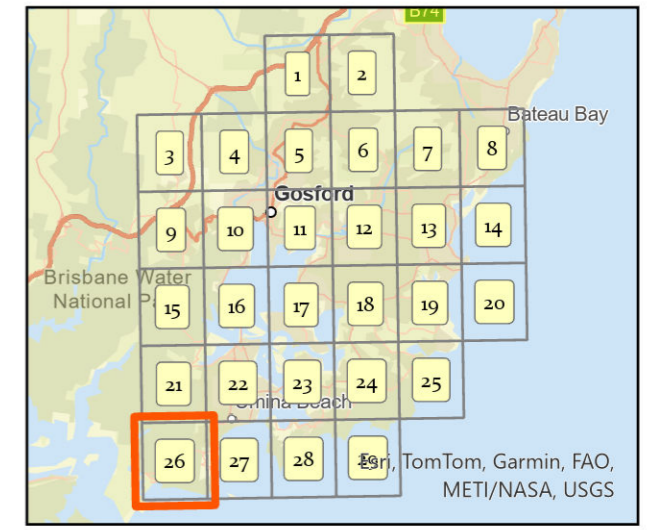 B74
1 2
Bateau Bay
3 4 5 6 7 8
Gosford
9 10 11 12 13 14
Brisbane Water
National
15 16 17 18 19 20
21 22 23 24 25
Umina Beach
26 27 28 29
Esri, TomTom, Garmin, FAO,
METI/NASA, USGS